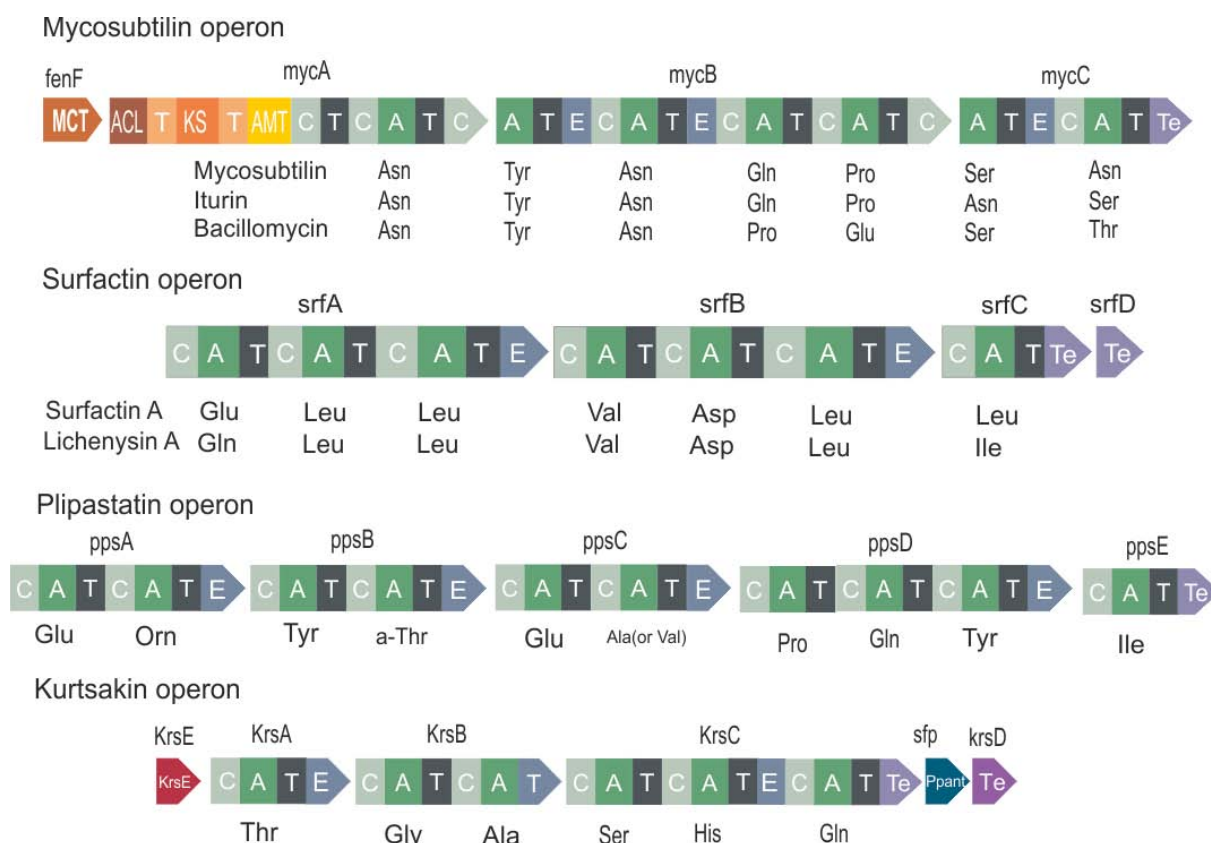 Mycosubtilin operon
fenF mycA mycB mycC
MCT ACL T KS T AMT C T C A T C A T E C A T E C A T C A T C A T E C A T Te
Mycosubtilin Asn Tyr Asn Gln Pro Ser Asn
Iturin Asn Tyr Asn Gln Pro Asn Ser
Bacillomycin Asn Tyr Asn Pro Glu Ser Thr
Surfactin operon
srfA srfB srfC srfD
C A T C A T C A T E C A T C A T C A T E C A T Te Te
Surfactin A Glu Leu Leu Val Asp Leu Leu
Lichenysin A Gln Leu Leu Val Asp Leu Ile
Plipastatin operon
ppsA ppsB ppsC ppsD ppsE
C A T C A T E C A T C A T E C A T C A T E C A T C A T C A T E C A T Te
Glu Orn Tyr a-Thr Glu Ala(or Val) Pro Gln Tyr Ile
Kurtsakin operon
KrsE KrsA KrsB KrsC sfp krsD
KrsE C A T E C A T C A T C A T C A T E C A T Te Ppant Te
Thr Gly Ala Ser His Gln